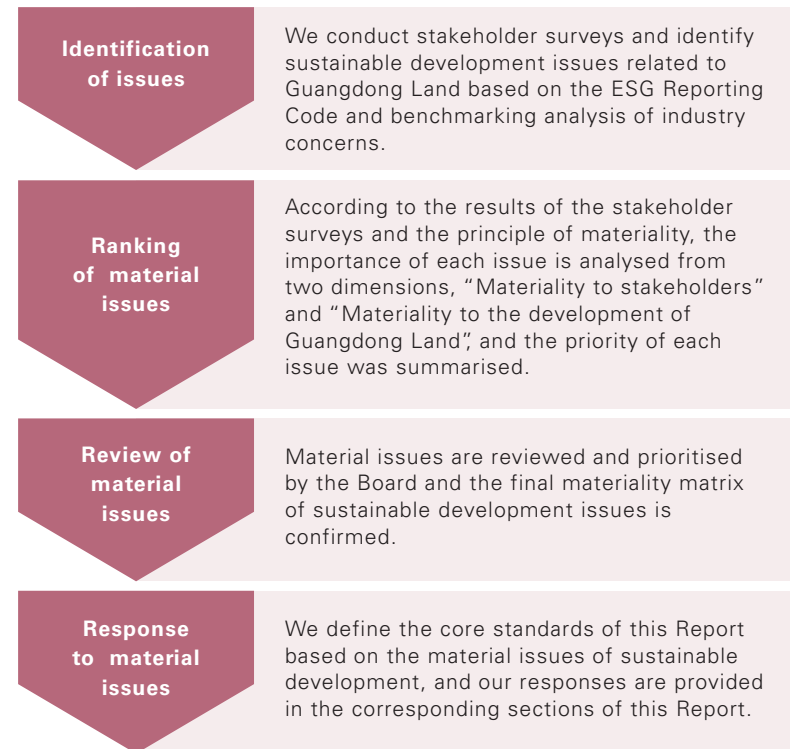 Identification
of issues
We conduct stakeholder surveys and identify
sustainable development issues related to
Guangdong Land based on the ESG Reporting
Code and benchmarking analysis of industry
concerns.
Ranking
of material
issues
According to the results of the stakeholder
surveys and the principle of materiality, the
importance of each issue is analysed from
two dimensions, “Materiality to stakeholders”
and “Materiality to the development of
Guangdong Land”, and the priority of each
issue was summarised.
Review of
material
issues
Material issues are reviewed and prioritised
by the Board and the final materiality matrix
of sustainable development issues is
confirmed.
Response
to material
issues
We define the core standards of this Report
based on the material issues of sustainable
development, and our responses are provided
in the corresponding sections of this Report.